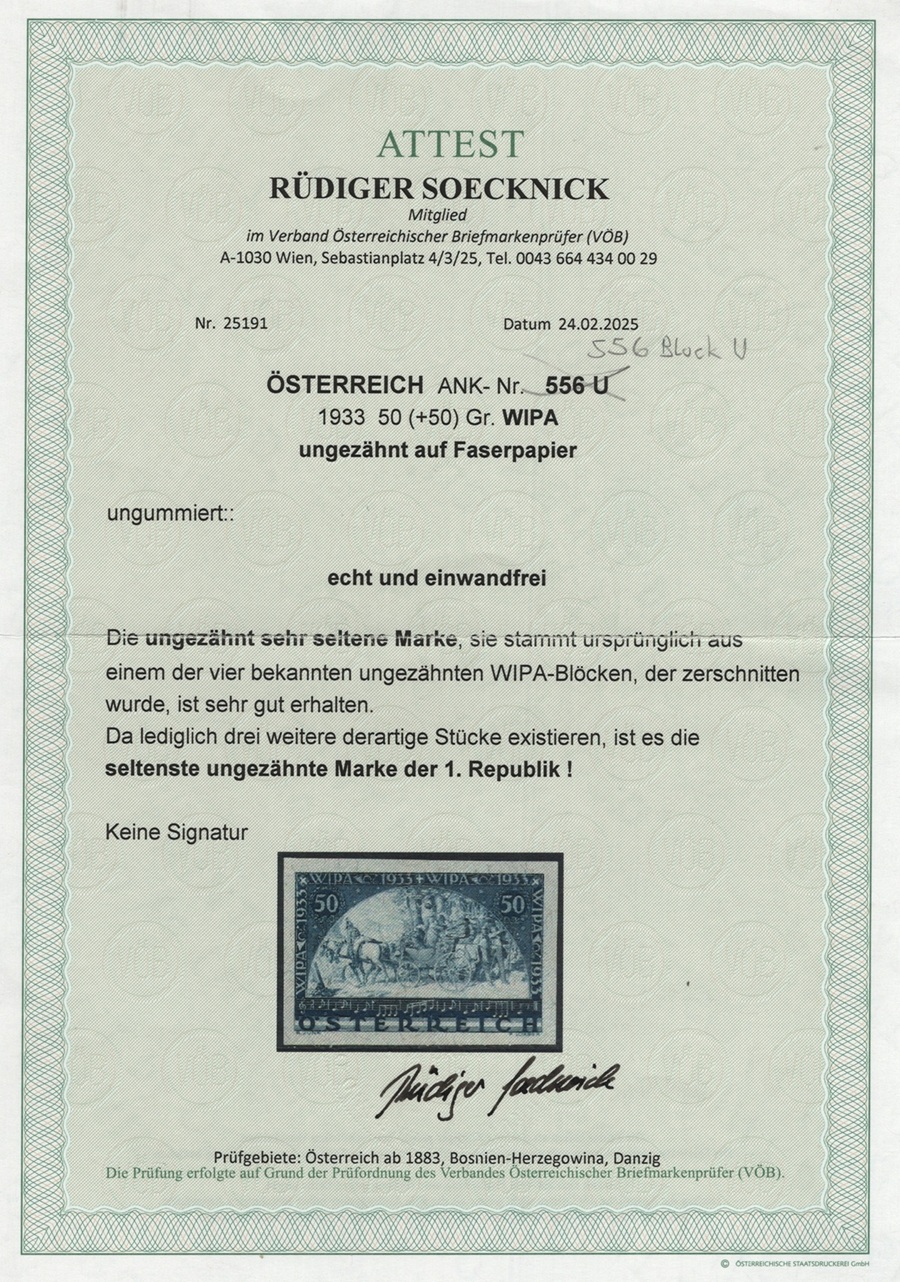 ATTEST
RÜDIGER SOECKNICK
Mitglied
im Verband Österreichischer Briefmarkenprüfer (VÖB)
A-1030 Wien, Sebastianplatz 4/3/25, Tel. 0043 664 434 00 29
Nr. 25191 Datum 24.02.2025
556 Block U
ÖSTERREICH ANK- Nr. 556 U
1933 50 (+50) Gr. WIPA
ungezähnt auf Faserpapier
ungummiert::
echt und einwandfrei
Die ungezähnt sehr seltene Marke, sie stammt ursprünglich aus
einem der vier bekannten ungezähnten WIPA-Blöcken, der zerschnitten
wurde, ist sehr gut erhalten.
Da lediglich drei weitere derartige Stücke existieren, ist es die
seltenste ungezähnte Marke der 1. Republik !
Keine Signatur
WIPA 1933 + WIPA 1933
WIPA 1933
50 50
WIPA 1933
ÖSTERREICH
Rüdiger Soecknick
Prüfgebiete: Österreich ab 1883, Bosnien-Herzegowina, Danzig
Die Prüfung erfolgte auf Grund der Prüfordnung des Verbandes Österreichischer Briefmarkenprüfer (VÖB).
© ÖSTERREICHISCHE STAATSDRUCKEREI GmbH